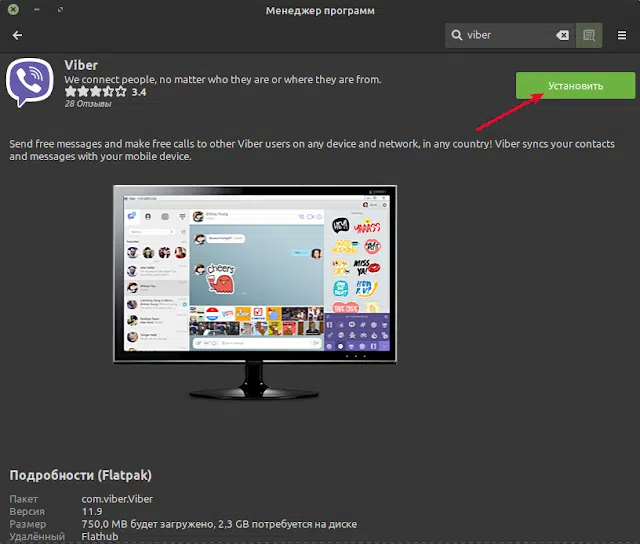 Менеджер программ
viber
Viber
We connect people, no matter who they are or where they are from.
3.4
28 Отзывы
Установить
Send free messages and make free calls to other Viber users on any device and network, in any country! Viber syncs your contacts
and messages with your mobile device.
cheers
YAAASS
MISS
YA!
Подробности (Flatpak)
Пакет com.viber.Viber
Версия 11.9
Размер 750,0 MB будет загружено, 2,3 GB потребуется на диске
Удалённый Flathub